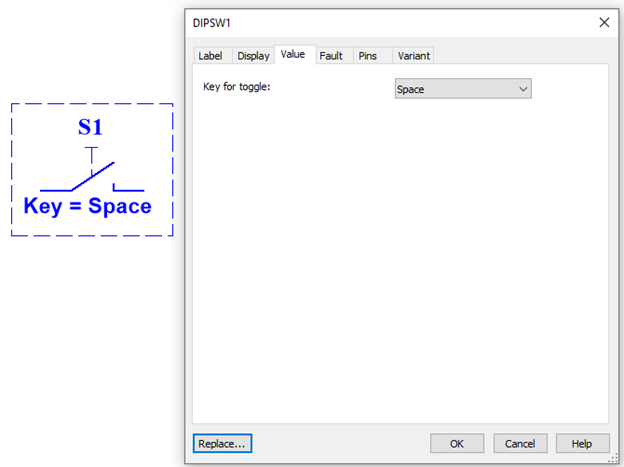 S1
Key = Space
DIPSW1
Label Display Value Fault Pins Variant
Key for toggle: Space
Replace... OK Cancel Help